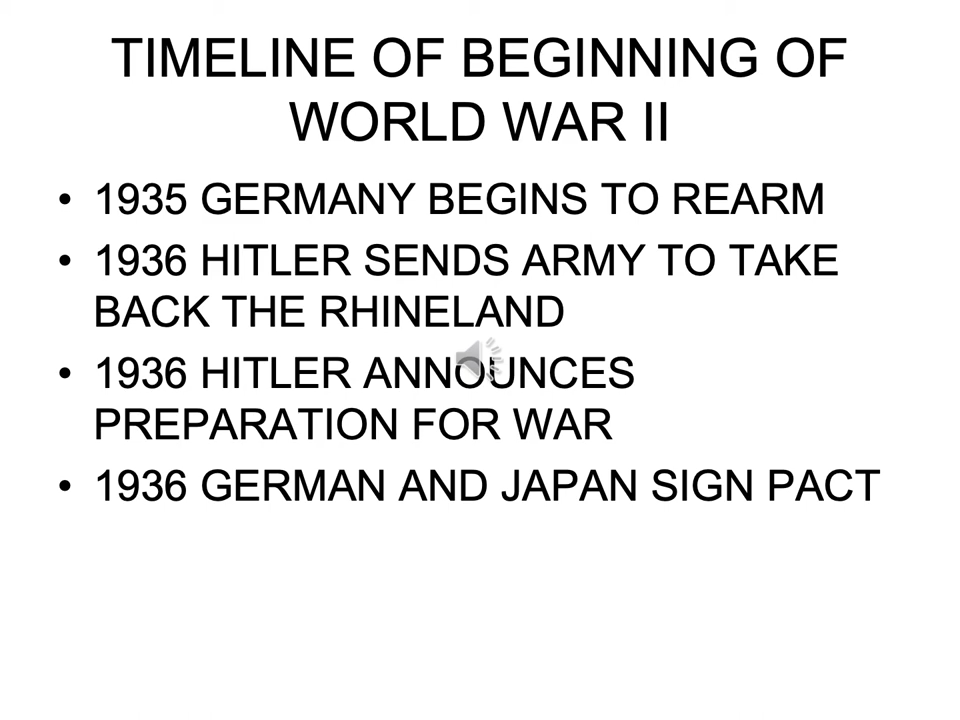 TIMELINE OF BEGINNING OF
WORLD WAR II
• 1935 GERMANY BEGINS TO REARM
• 1936 HITLER SENDS ARMY TO TAKE
BACK THE RHINELAND
• 1936 HITLER ANNOUNCES
PREPARATION FOR WAR
• 1936 GERMAN AND JAPAN SIGN PACT